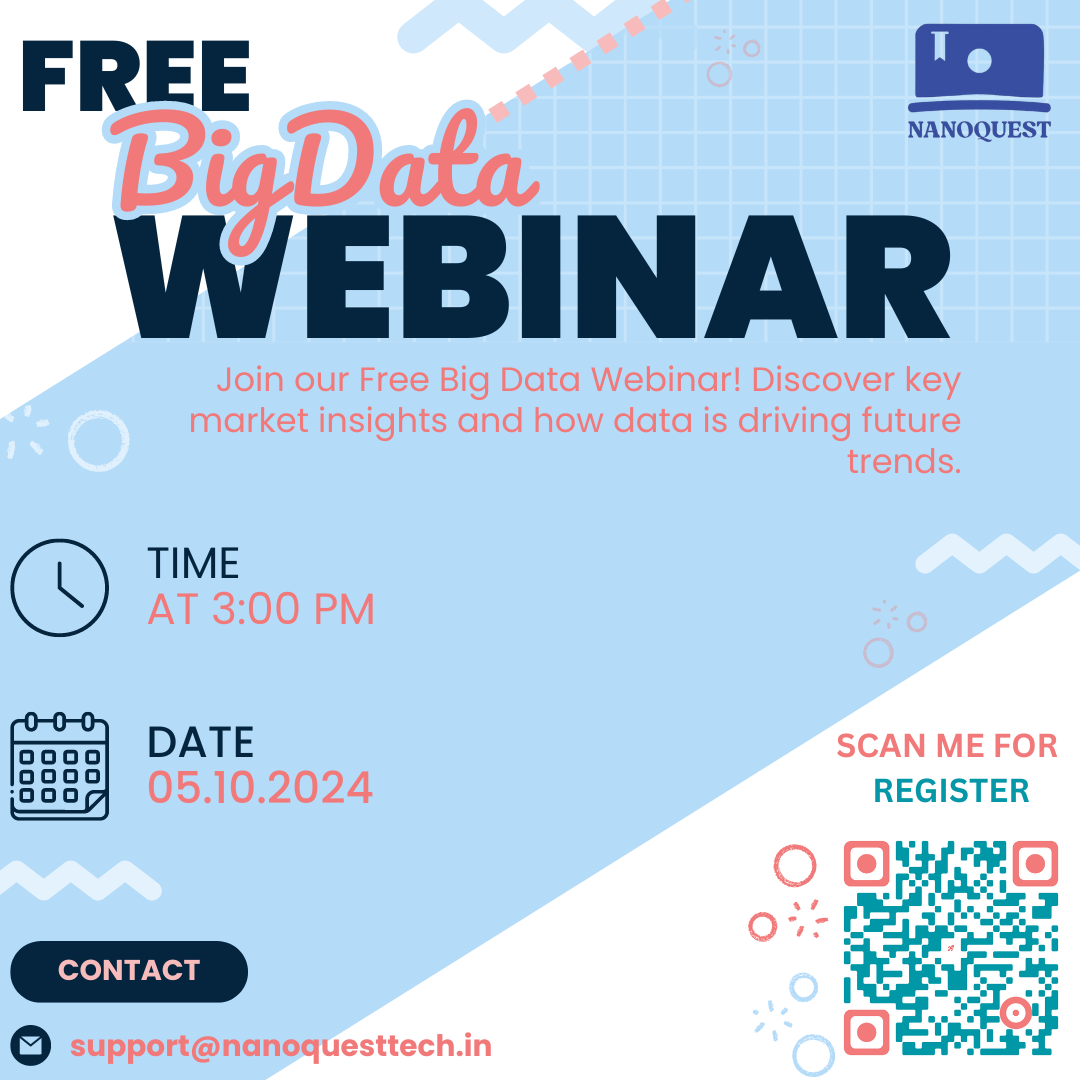 FREE
BigData
WEBINAR
NANOQUEST
Join our Free Big Data Webinar! Discover key
market insights and how data is driving future
trends.
TIME
AT 3:00 PM
DATE
05.10.2024
SCAN ME FOR
REGISTER
CONTACT
support@nanoquesttech.in